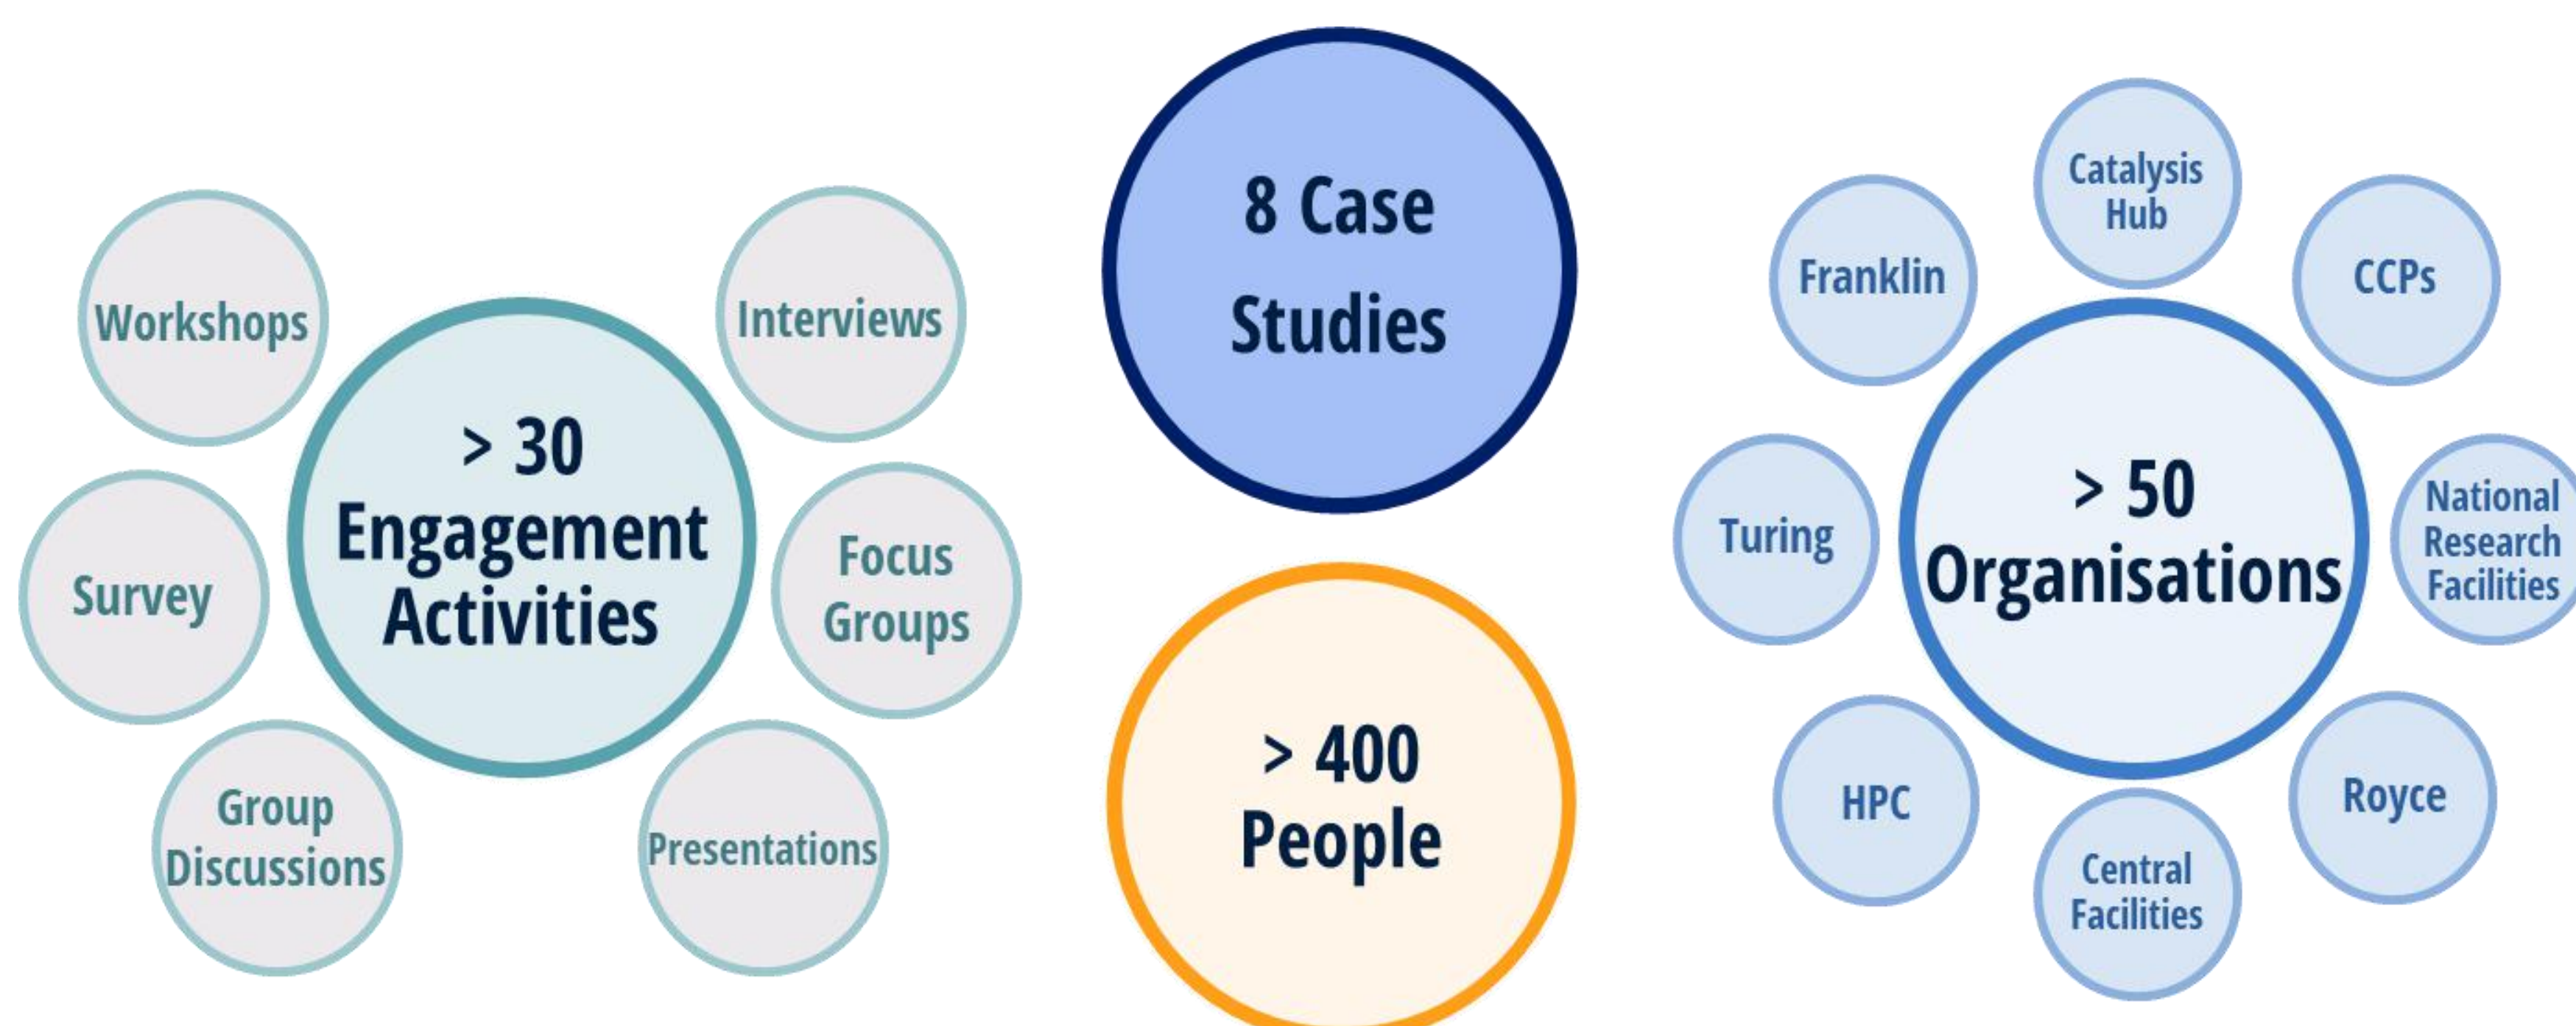 Workshops
Interviews
> 30
Engagement
Activities
Survey
Focus
Groups
Group
Discussions
Presentations
8 Case
Studies
> 400
People
Catalysis
Hub
Franklin
CCPs
Turing
> 50
Organisations
National
Research
Facilities
HPC
Royce
Central
Facilities